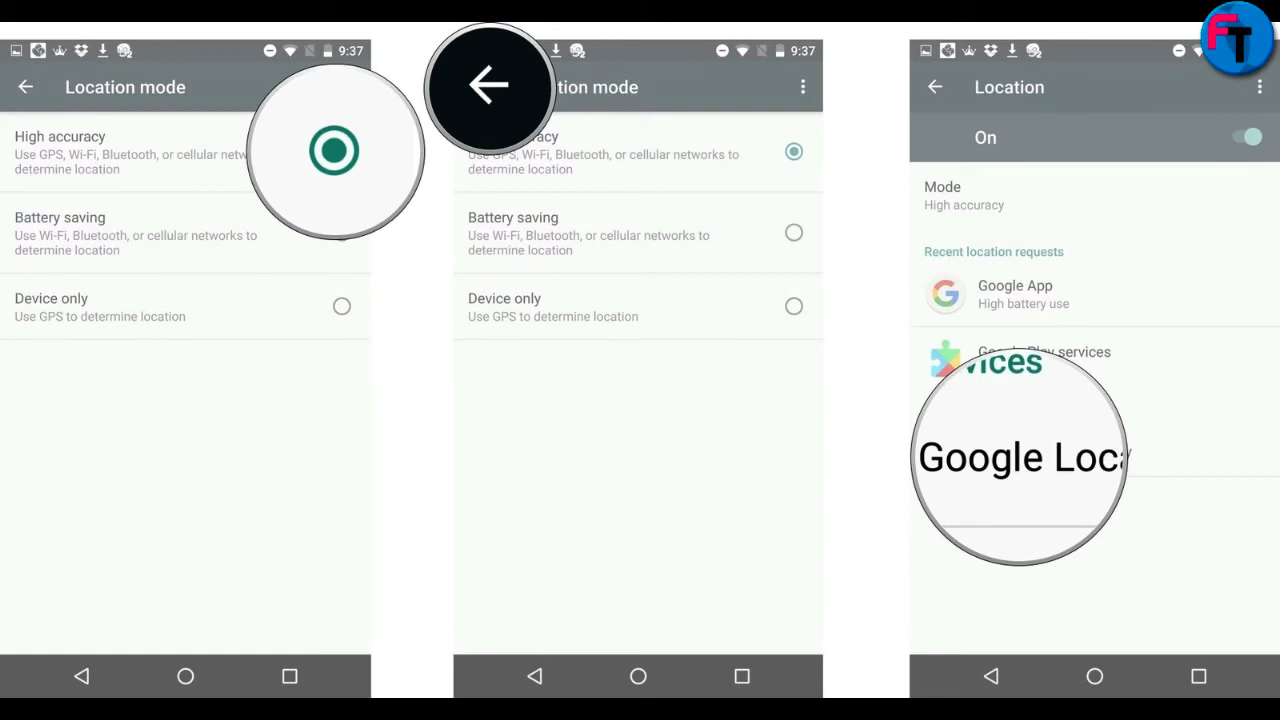 9:37
Location mode
High accuracy
Use GPS, Wi-Fi, Bluetooth, or cellular
determine location
Battery saving
Use Wi-Fi, Bluetooth, or cellular networks to
determine location
Device only
Use GPS to determine location
9:37
mode
Use GPS, Wi-Fi, Bluetooth, or cellular networks to
determine location
Battery saving
Use Wi-Fi, Bluetooth, or cellular networks to
determine location
Device only
Use GPS to determine location
Location
On
Mode
High accuracy
Recent location requests
Google App
High battery use
Google Play services
Google
FT